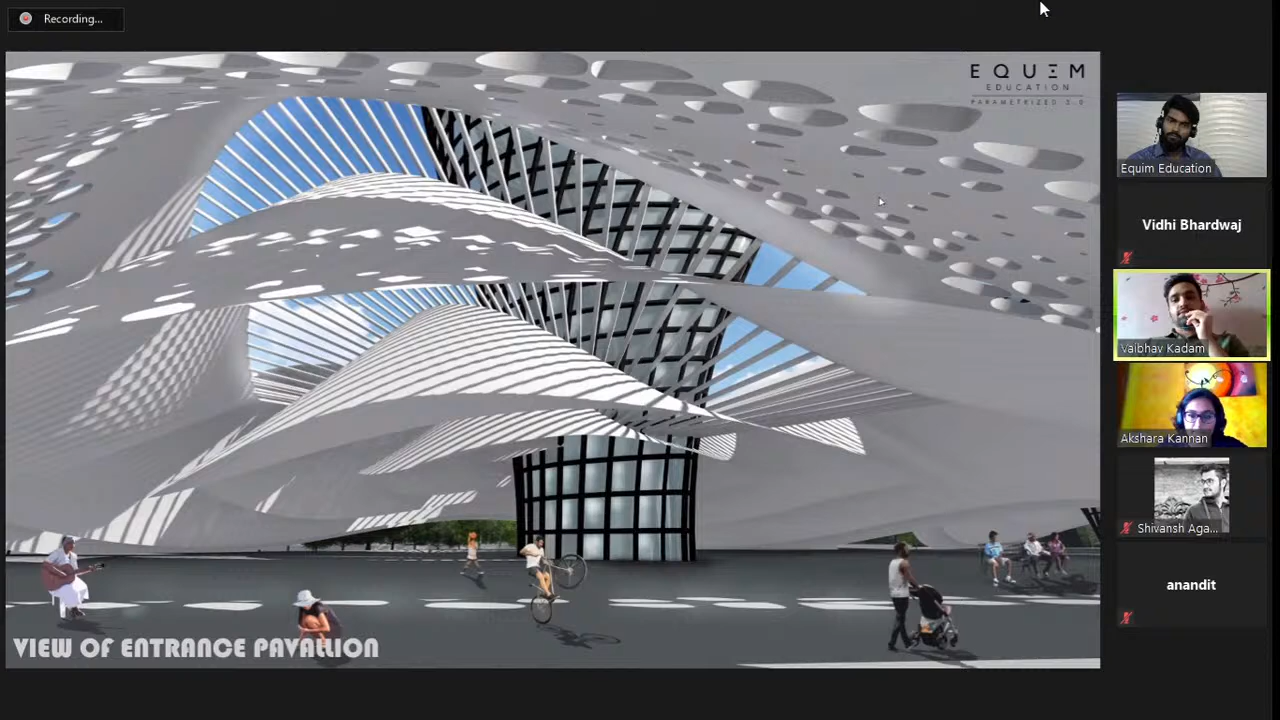 Recording...
EQUΞM
EDUCATION
PARAMETRIZED 3.0
Equim Education
Vidhi Bhardwaj
Vaibhav Kadam
Akshara Kannan
Shivansh Aga...
anandit
VIEW OF ENTRANCE PAVALLION